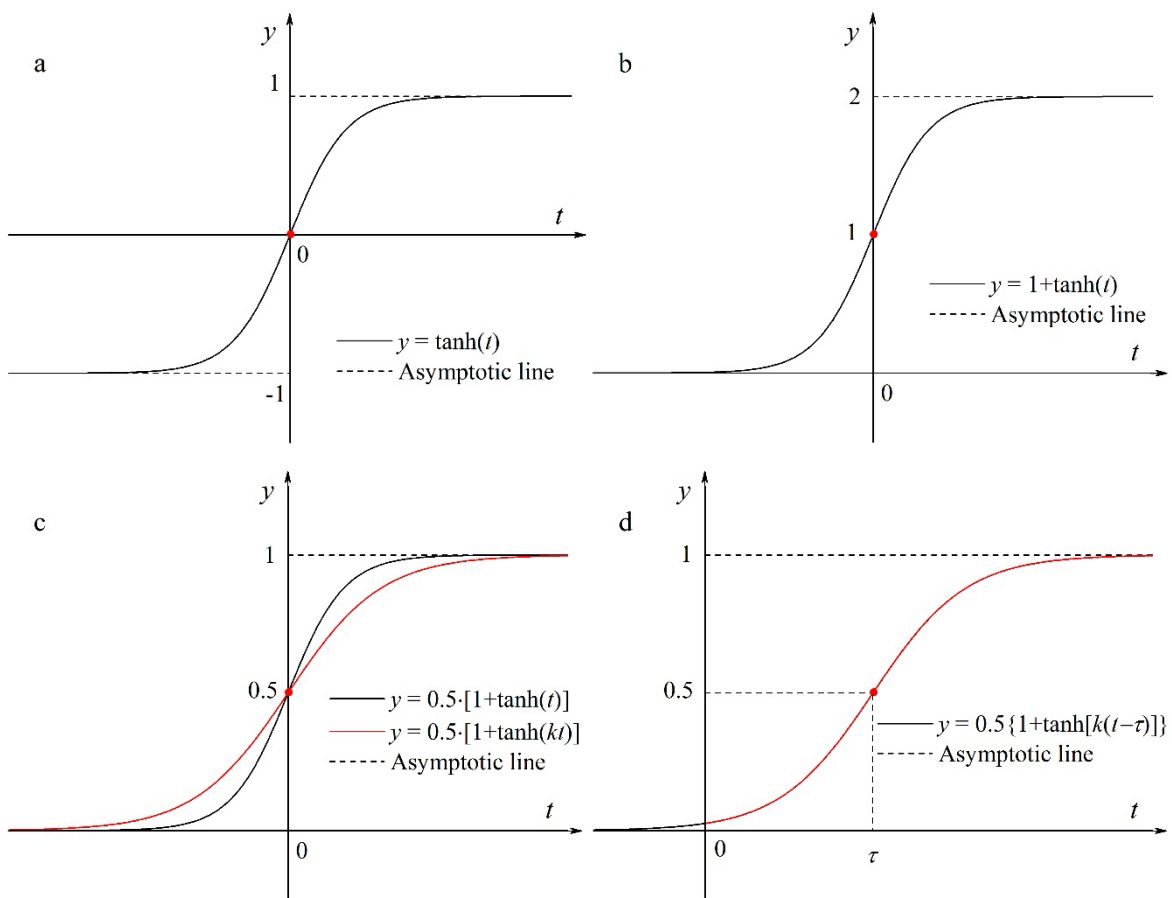 a
y
1
t
0
y = tanh(t)
Asymptotic line
-1
b
y
2
1
y = 1+tanh(t)
Asymptotic line
t
0
c
y
1
0.5
y = 0.5·[1+tanh(t)]
y = 0.5·[1+tanh(kt)]
Asymptotic line
t
0
d
y
1
0.5
y = 0.5{1+tanh[k(t−τ)]}
Asymptotic line
t
0
τ